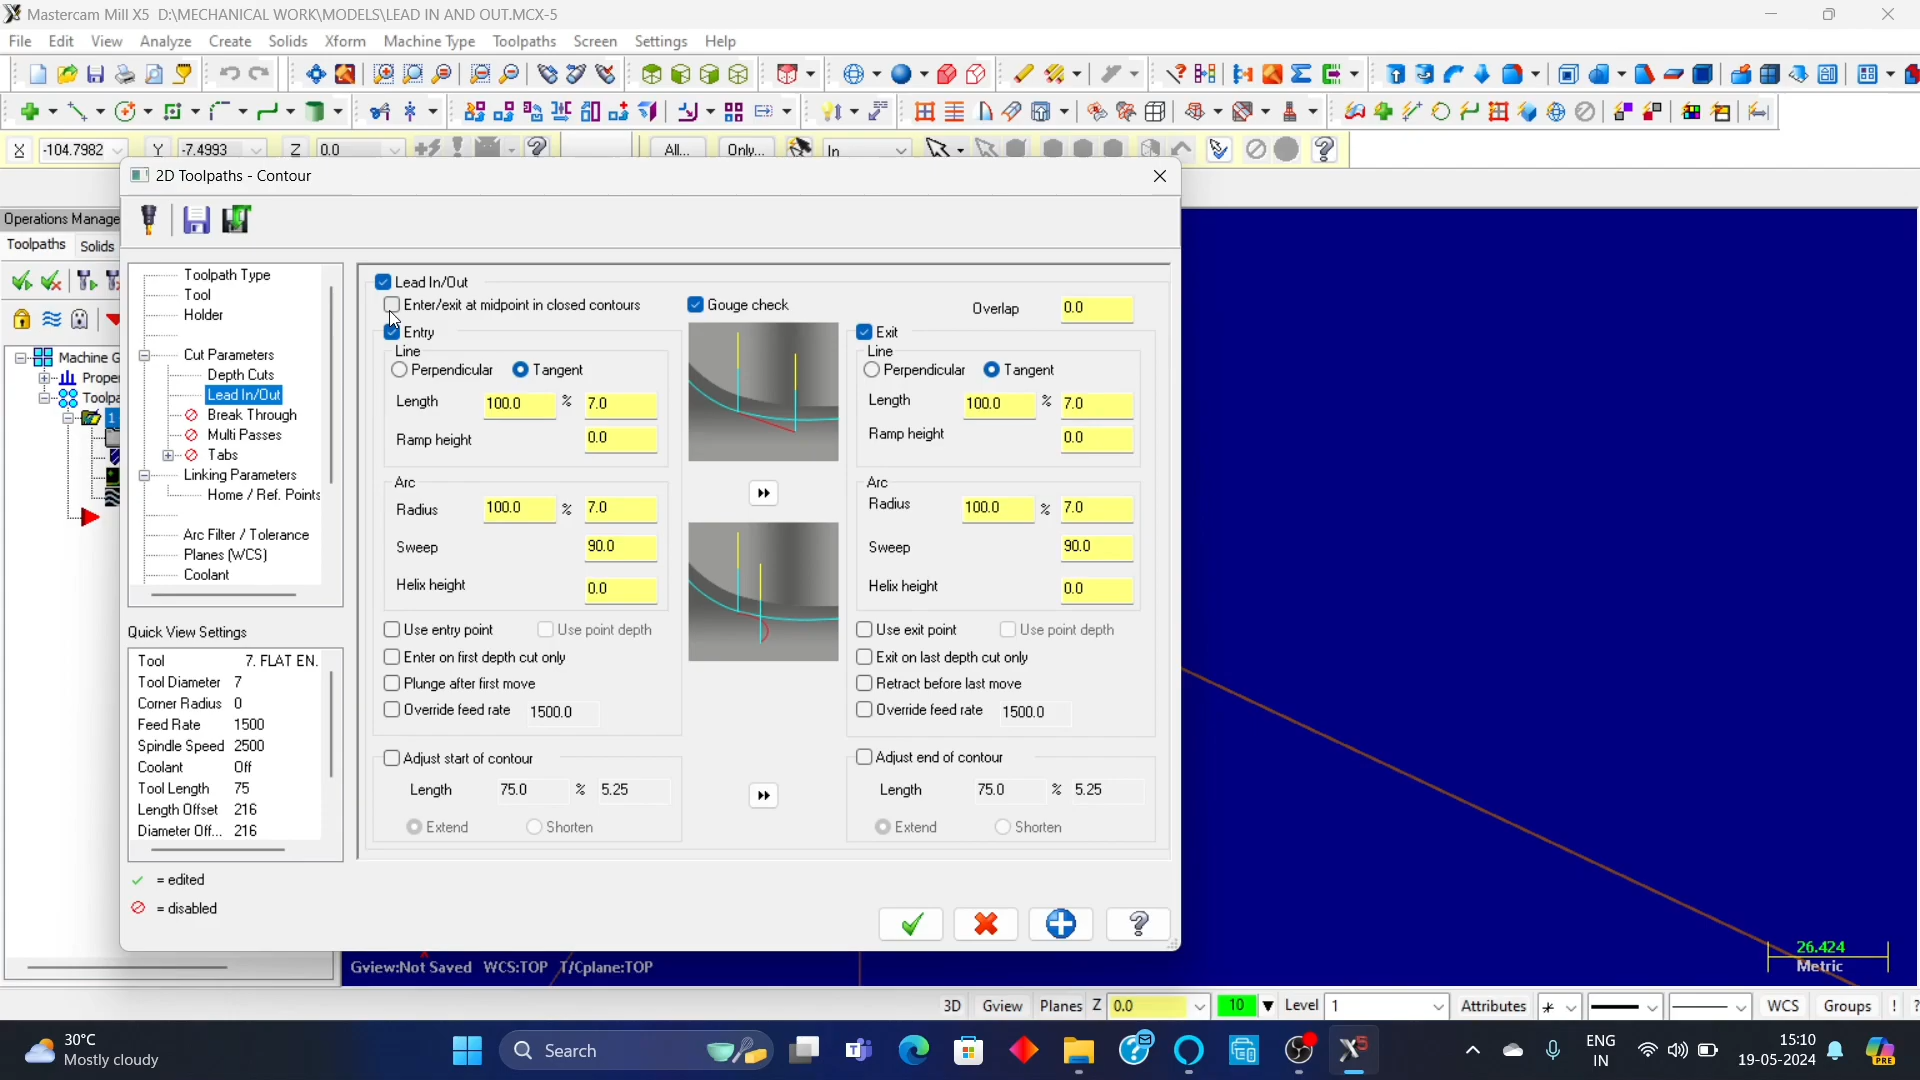 Mastercam Mill X5 D:\MECHANICAL WORK\MODELS\LEAD IN AND OUT.MCX-5
File Edit View Analyze Create Solids Xform Machine Type Toolpaths Screen Settings Help
X -104.7982 Y -7.4993 Z 0.0 All... Only... In
2D Toolpaths - Contour
Operations Manage
Toolpaths Solids
Machine G
Proper
Toolpa
1
Toolpath Type
Tool
Holder
Cut Parameters
Depth Cuts
Lead In/Out
Break Through
Multi Passes
Tabs
Linking Parameters
Home / Ref. Points
Arc Filter / Tolerance
Planes (WCS)
Coolant
Quick View Settings
Tool 7. FLAT EN.
Tool Diameter 7
Corner Radius 0
Feed Rate 1500
Spindle Speed 2500
Coolant Off
Tool Length 75
Length Offset 216
Diameter Off... 216
= edited
= disabled
Lead In/Out
Enter/exit at midpoint in closed contours Gouge check Overlap 0.0
Entry
Line
Perpendicular Tangent
Length 100.0 % 7.0
Ramp height 0.0
Arc
Radius 100.0 % 7.0
Sweep 90.0
Helix height 0.0
Use entry point Use point depth
Enter on first depth cut only
Plunge after first move
Override feed rate 1500.0
Adjust start of contour
Length 75.0 % 5.25
Extend Shorten
Exit
Line
Perpendicular Tangent
Length 100.0 % 7.0
Ramp height 0.0
Arc
Radius 100.0 % 7.0
Sweep 90.0
Helix height 0.0
Use exit point Use point depth
Exit on last depth cut only
Retract before last move
Override feed rate 1500.0
Adjust end of contour
Length 75.0 % 5.25
Extend Shorten
26.424
Metric
Gview:Not Saved WCS:TOP T/Cplane:TOP
3D Gview Planes Z 0.0 10 Level 1 Attributes WCS Groups ! ?
30°C
Mostly cloudy
Search
ENG
IN
15:10
19-05-2024
PRE